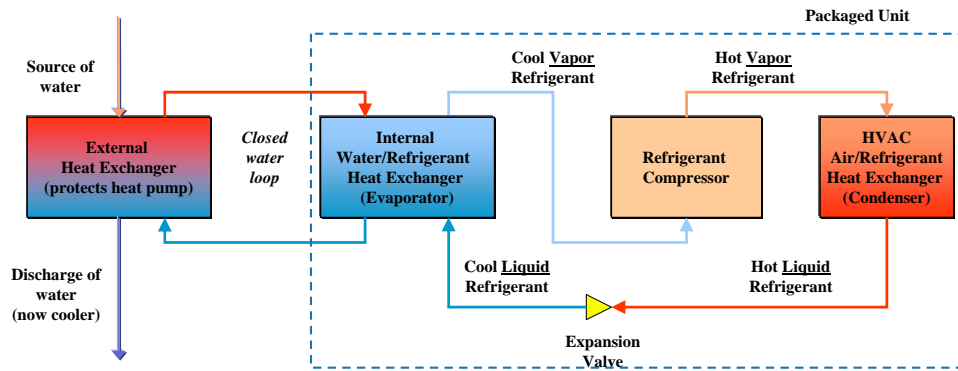 Packaged Unit
Source of
water
Cool Vapor
Refrigerant
Hot Vapor
Refrigerant
External
Heat Exchanger
(protects heat pump)
Closed
water
loop
Internal
Water/Refrigerant
Heat Exchanger
(Evaporator)
Refrigerant
Compressor
HVAC
Air/Refrigerant
Heat Exchanger
(Condenser)
Discharge of
water
(now cooler)
Cool Liquid
Refrigerant
Hot Liquid
Refrigerant
Expansion
Valve